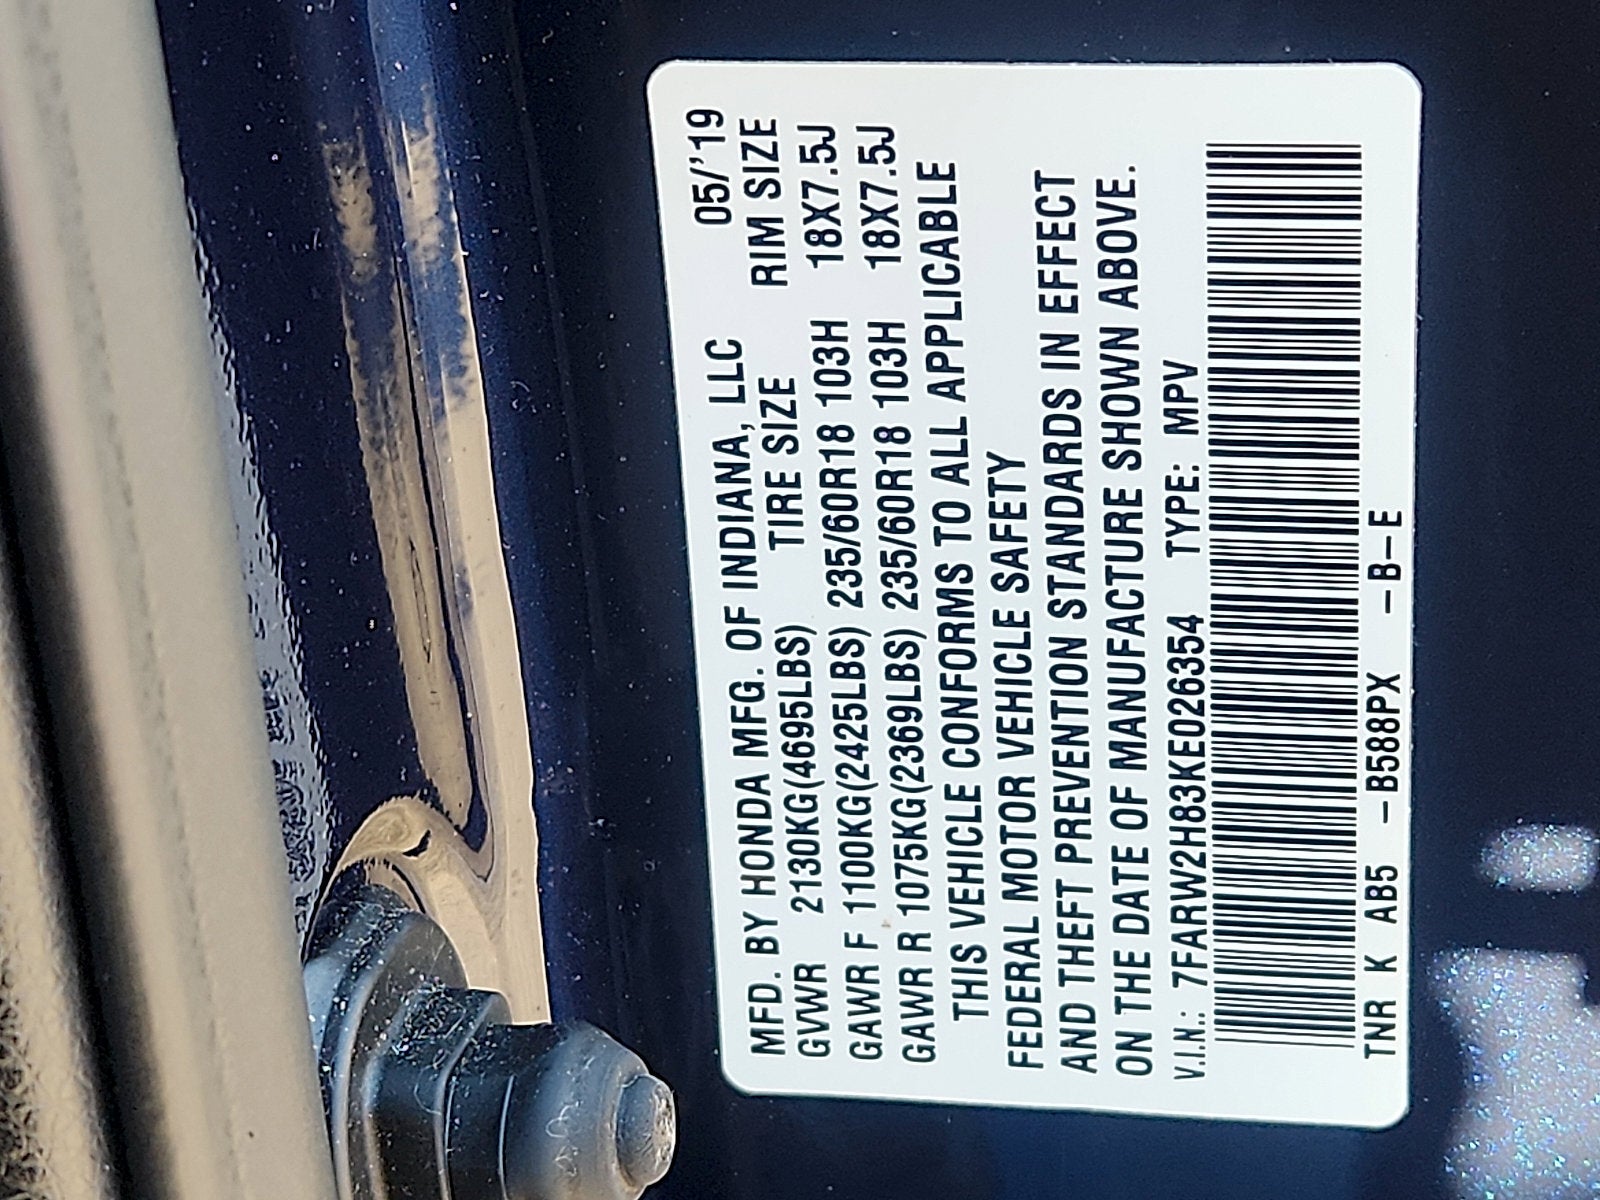 MFD. BY HONDA MFG. OF INDIANA, LLC 05/'19
TIRE SIZE RIM SIZE
GVWR 2130KG(4695LBS)
GAWR F 1100KG(2425LBS) 235/60R18 103H 18X7.5J
GAWR R 1075KG(2369LBS) 235/60R18 103H 18X7.5J
THIS VEHICLE CONFORMS TO ALL APPLICABLE
FEDERAL MOTOR VEHICLE SAFETY
AND THEFT PREVENTION STANDARDS IN EFFECT
ON THE DATE OF MANUFACTURE SHOWN ABOVE.
V.I.N.: 7FARW2H83KE026354 TYPE: MPV
TNR K AB5 –B588PX –B–E